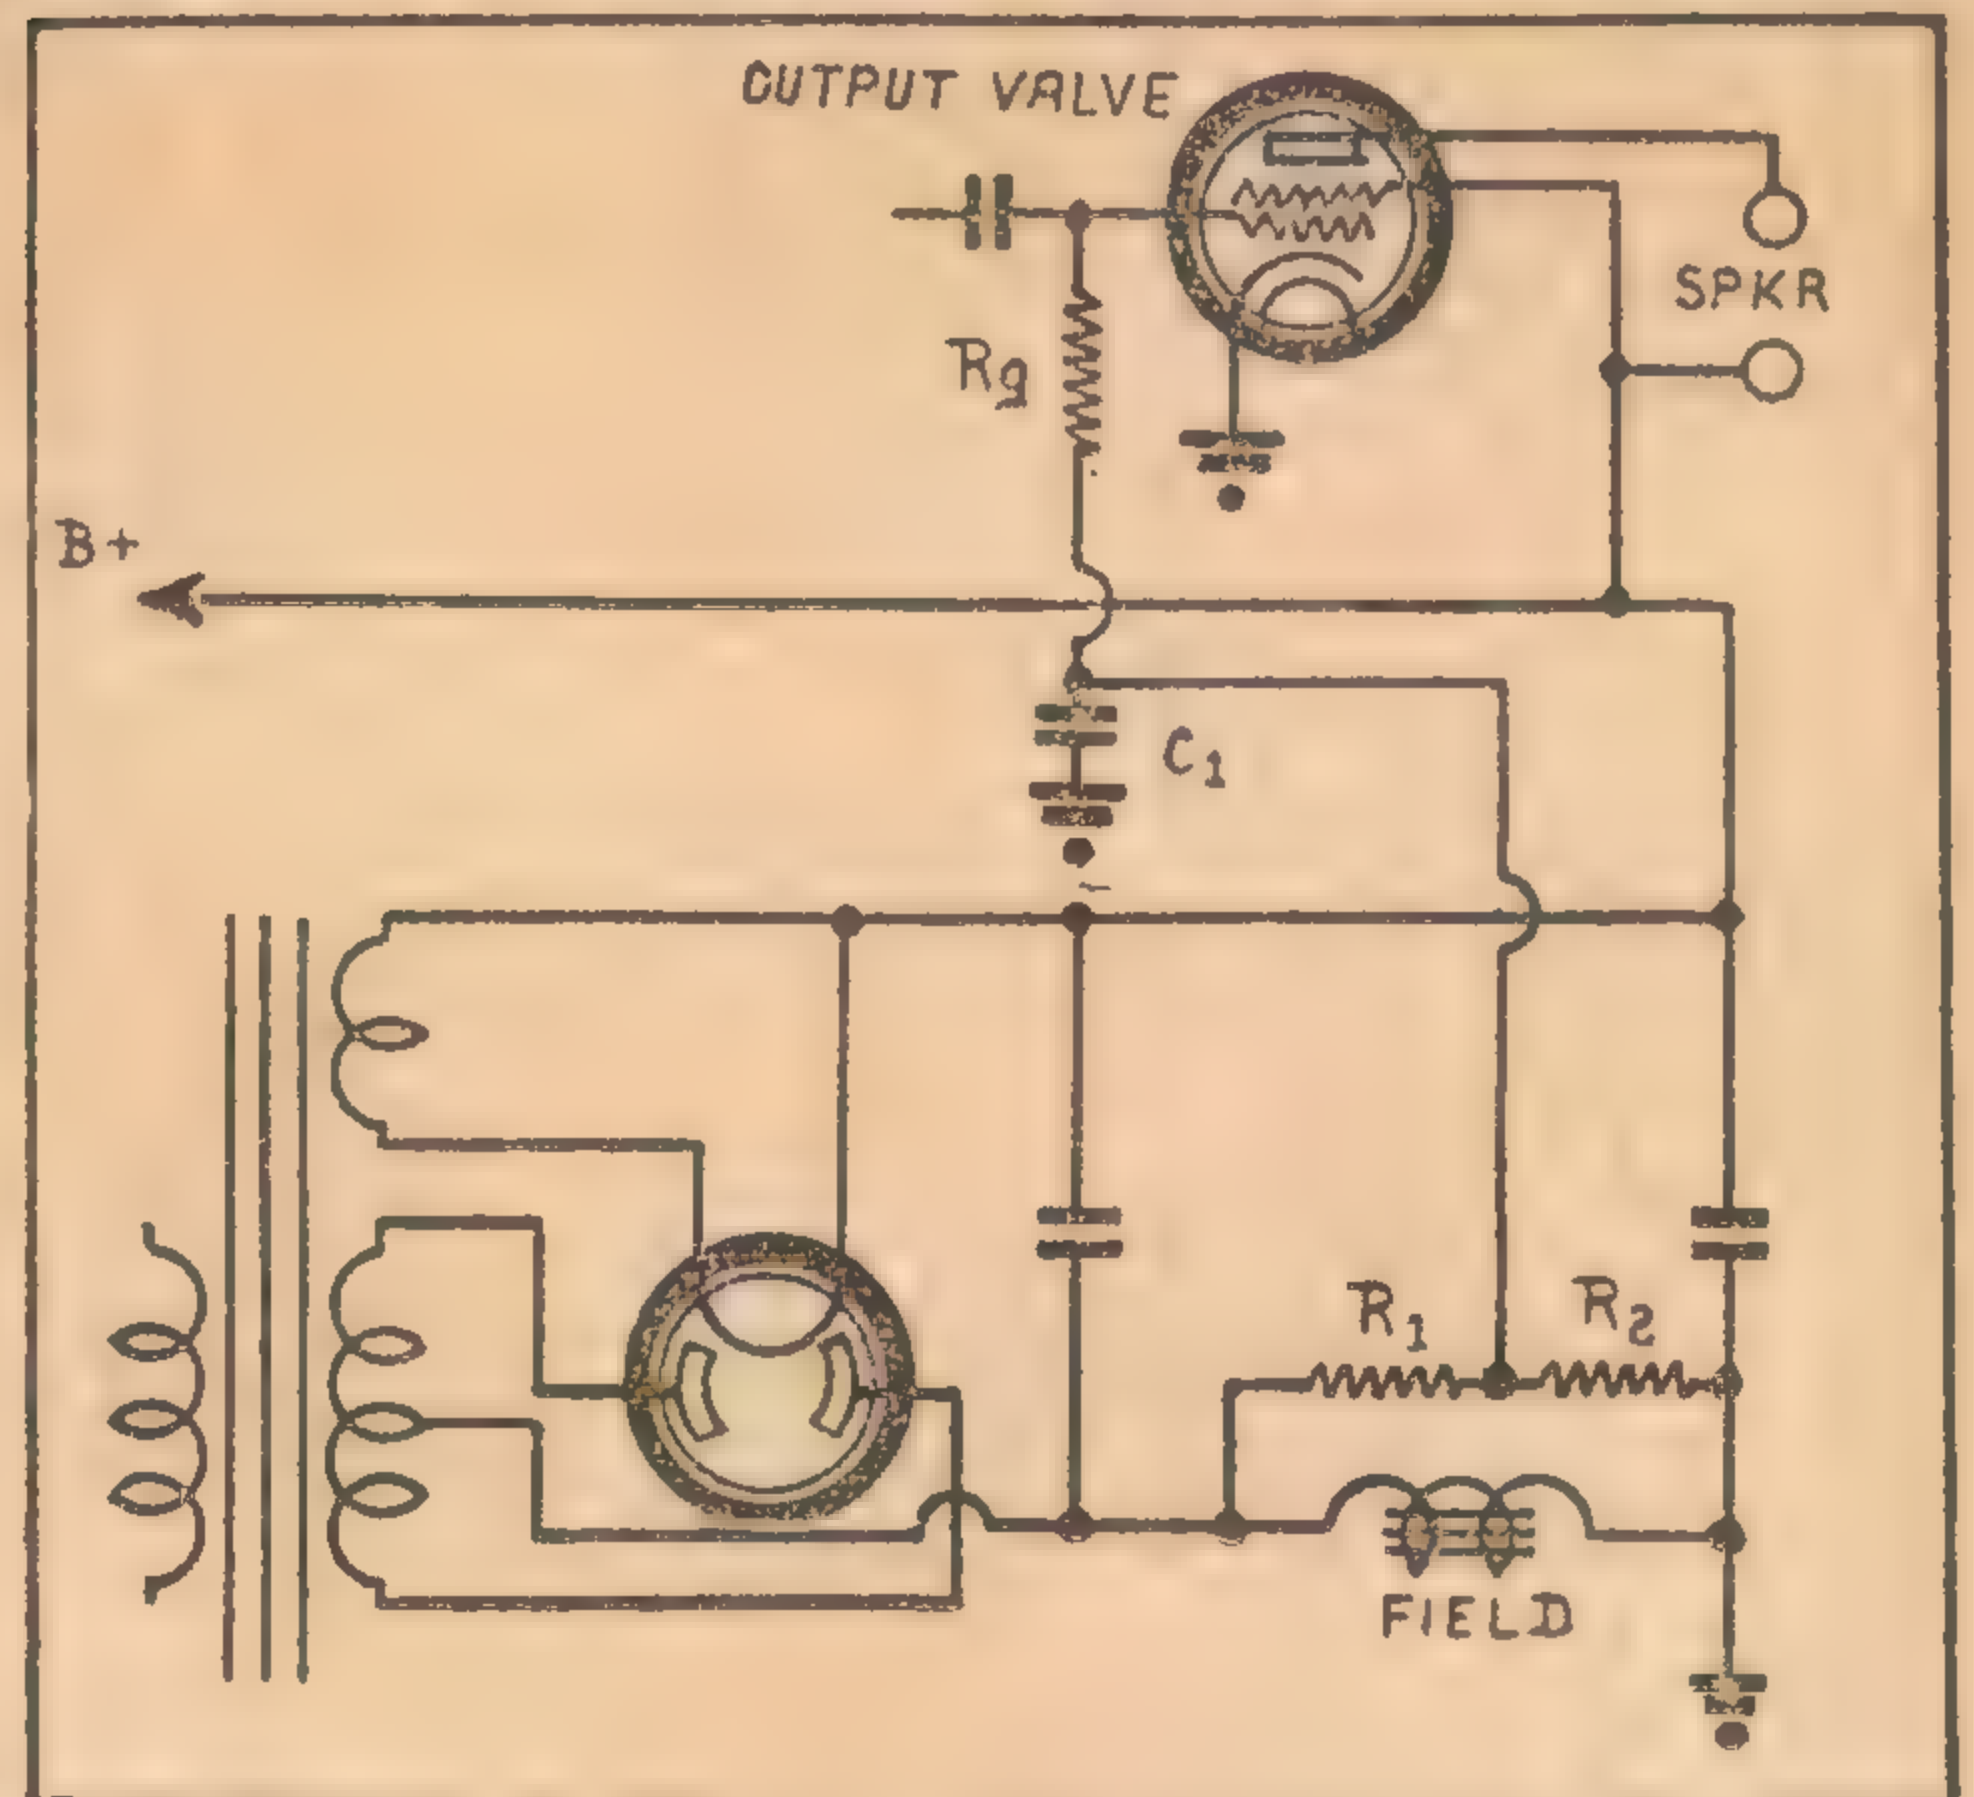 OUTPUT VALVE
SPKR
Rg
B+
C1
R1
R2
FIELD